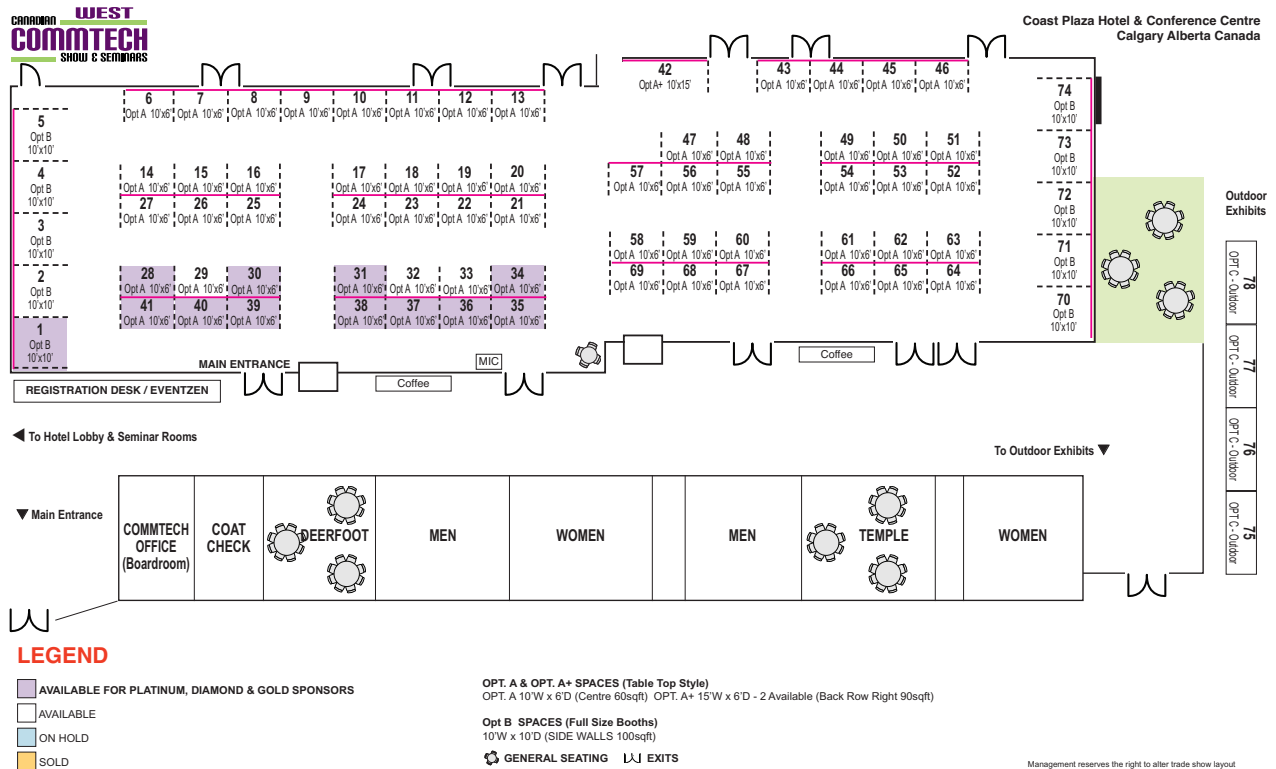 CANADIAN WEST
COMMTECH
SHOW & SEMINARS
Coast Plaza Hotel & Conference Centre
Calgary Alberta Canada
42
Opt A+ 10'x15'
43 44 45 46
Opt A 10'x6' Opt A 10'x6' Opt A 10'x6' Opt A 10'x6'
6 7 8 9 10 11 12 13
Opt A 10'x6' Opt A 10'x6' Opt A 10'x6' Opt A 10'x6' Opt A 10'x6' Opt A 10'x6' Opt A 10'x6' Opt A 10'x6'
5
Opt B
10'x10'
4
Opt B
10'x10'
3
Opt B
10'x10'
2
Opt B
10'x10'
1
Opt B
10'x10'
14 15 16 17 18 19 20
Opt A 10'x6' Opt A 10'x6' Opt A 10'x6' Opt A 10'x6' Opt A 10'x6' Opt A 10'x6' Opt A 10'x6'
27 26 25 24 23 22 21
Opt A 10'x6' Opt A 10'x6' Opt A 10'x6' Opt A 10'x6' Opt A 10'x6' Opt A 10'x6' Opt A 10'x6'
28 29 30 31 32 33 34
Opt A 10'x6' Opt A 10'x6' Opt A 10'x6' Opt A 10'x6' Opt A 10'x6' Opt A 10'x6' Opt A 10'x6'
41 40 39 38 37 36 35
Opt A 10'x6' Opt A 10'x6' Opt A 10'x6' Opt A 10'x6' Opt A 10'x6' Opt A 10'x6' Opt A 10'x6'
47 48 49 50 51
Opt A 10'x6' Opt A 10'x6' Opt A 10'x6' Opt A 10'x6' Opt A 10'x6'
57 56 55 54 53 52
Opt A 10'x6' Opt A 10'x6' Opt A 10'x6' Opt A 10'x6' Opt A 10'x6' Opt A 10'x6'
58 59 60 61 62 63
Opt A 10'x6' Opt A 10'x6' Opt A 10'x6' Opt A 10'x6' Opt A 10'x6' Opt A 10'x6'
69 68 67 66 65 64
Opt A 10'x6' Opt A 10'x6' Opt A 10'x6' Opt A 10'x6' Opt A 10'x6' Opt A 10'x6'
74
Opt B
10'x10'
73
Opt B
10'x10'
72
Opt B
10'x10'
71
Opt B
10'x10'
70
Opt B
10'x10'
Outdoor
Exhibits
78
OPT C - Outdoor
77
OPT C - Outdoor
76
OPT C - Outdoor
75
OPT C - Outdoor
MAIN ENTRANCE
MIC
Coffee
Coffee
REGISTRATION DESK / EVENTZEN
To Hotel Lobby & Seminar Rooms
To Outdoor Exhibits
Main Entrance
COMMTECH
OFFICE
(Boardroom)
COAT
CHECK
DEERFOOT
MEN
WOMEN
MEN
TEMPLE
WOMEN
LEGEND
AVAILABLE FOR PLATINUM, DIAMOND & GOLD SPONSORS
AVAILABLE
ON HOLD
SOLD
OPT. A & OPT. A+ SPACES (Table Top Style)
OPT. A 10'W x 6'D (Centre 60sqft) OPT. A+ 15'W x 6'D - 2 Available (Back Row Right 90sqft)
Opt B SPACES (Full Size Booths)
10'W x 10'D (SIDE WALLS 100sqft)
GENERAL SEATING EXITS
Management reserves the right to alter trade show layout